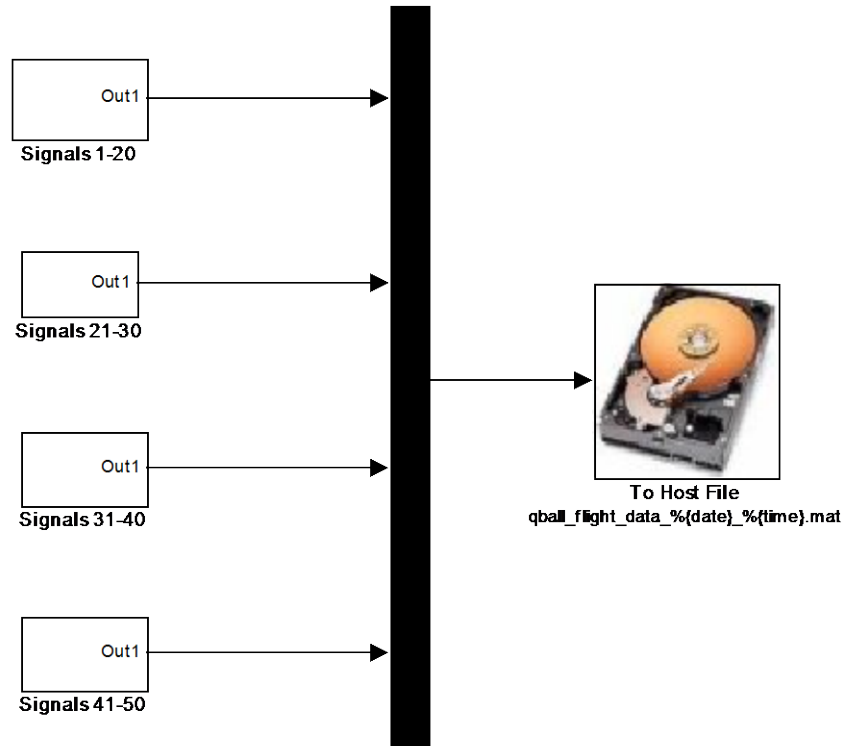 Out1
Signals 1-20
Out1
Signals 21-30
Out1
Signals 31-40
Out1
Signals 41-50
To Host File
qball_flight_data_%{date}_%{time}.mat